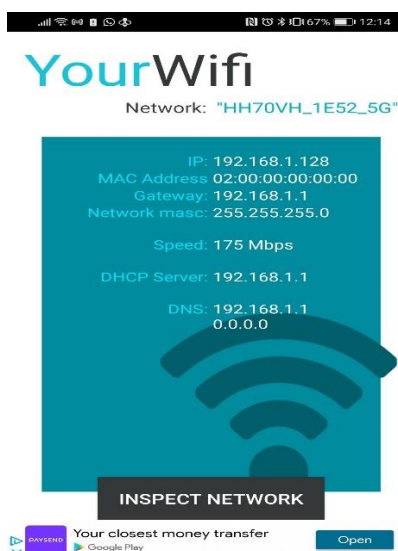 67% 12:14
YourWifi
Network: "HH70VH_1E52_5G"
IP: 192.168.1.128
MAC Address 02:00:00:00:00:00
Gateway: 192.168.1.1
Network masc: 255.255.255.0
Speed: 175 Mbps
DHCP Server: 192.168.1.1
DNS: 192.168.1.1
0.0.0.0
INSPECT NETWORK
PAYSEND
Your closest money transfer
Google Play
Open